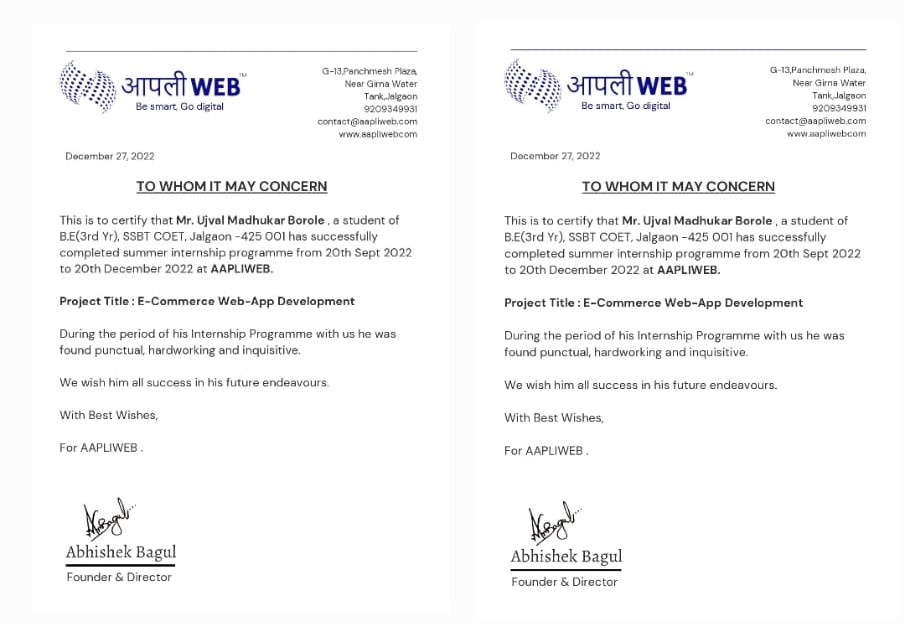 आपली WEB™
Be smart, Go digital
G-13,Panchmesh Plaza,
Near Girna Water
Tank,Jalgaon
9209349931
contact@aapliweb.com
www.aapliwebcom
December 27, 2022
TO WHOM IT MAY CONCERN
This is to certify that Mr. Ujval Madhukar Borole , a student of
B.E(3rd Yr), SSBT COET, Jalgaon -425 001 has successfully
completed summer internship programme from 20th Sept 2022
to 20th December 2022 at AAPLIWEB.
Project Title : E-Commerce Web-App Development
During the period of his Internship Programme with us he was
found punctual, hardworking and inquisitive.
We wish him all success in his future endeavours.
With Best Wishes,
For AAPLIWEB .
Abhishek Bagul
Founder & Director
आपली WEB™
Be smart, Go digital
G-13,Panchmesh Plaza,
Near Girna Water
Tank,Jalgaon
9209349931
contact@aapliweb.com
www.aapliwebcom
December 27, 2022
TO WHOM IT MAY CONCERN
This is to certify that Mr. Ujval Madhukar Borole , a student of
B.E(3rd Yr), SSBT COET, Jalgaon -425 001 has successfully
completed summer internship programme from 20th Sept 2022
to 20th December 2022 at AAPLIWEB.
Project Title : E-Commerce Web-App Development
During the period of his Internship Programme with us he was
found punctual, hardworking and inquisitive.
We wish him all success in his future endeavours.
With Best Wishes,
For AAPLIWEB .
Abhishek Bagul
Founder & Director